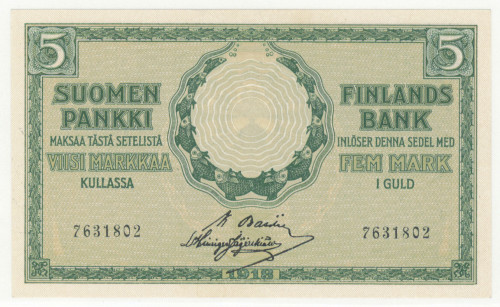 5
5
SUOMEN
PANKKI
MAKSAA TÄSTÄ SETELISTÄ
VIISI MARKKAA
KULLASSA
7631802
FINLANDS
BANK
INLÖSER DENNA SEDEL MED
FEM MARK
I GULD
7631802
1918